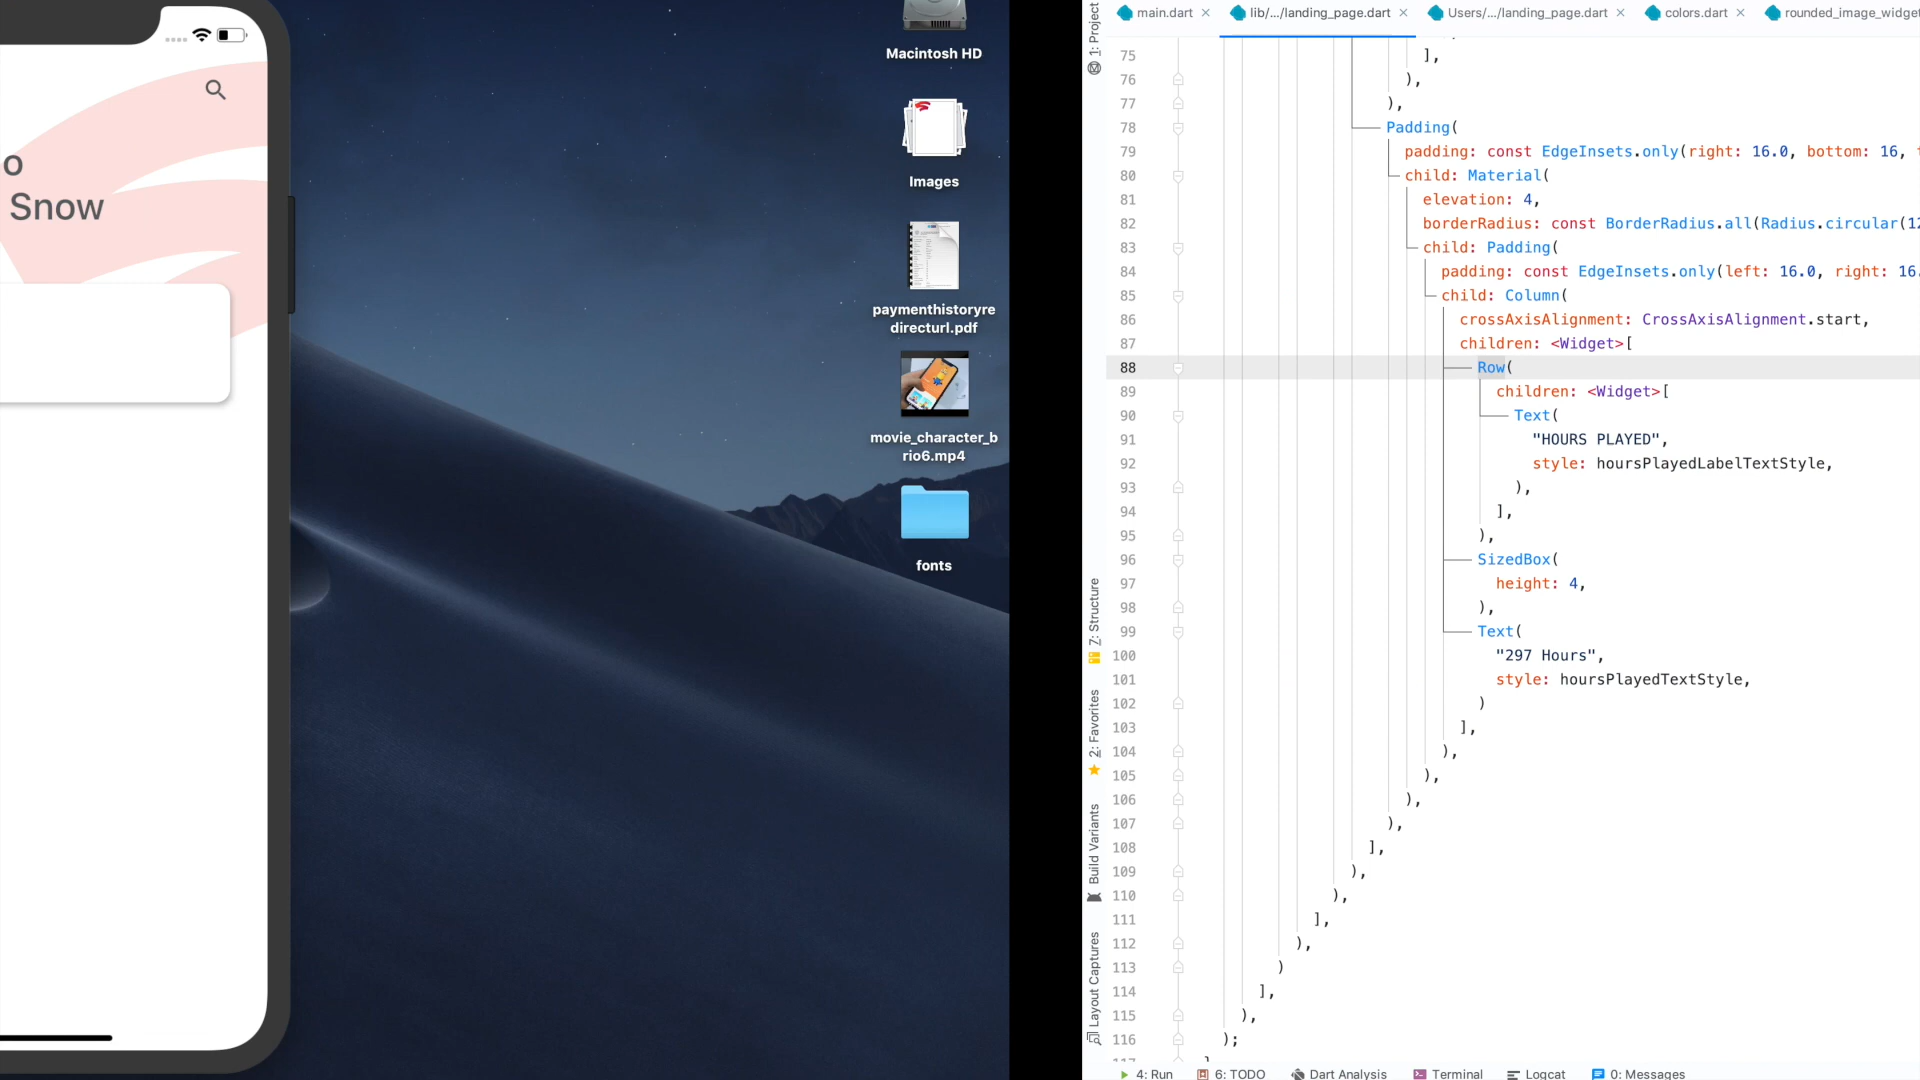 o
Snow
Macintosh HD
Images
paymenthistoryre
directurl.pdf
movie_character_b
rio6.mp4
fonts
1: Project
7: Structure
2: Favorites
Build Variants
Layout Captures
main.dart
lib/.../landing_page.dart
Users/.../landing_page.dart
colors.dart
rounded_image_widge
75 ],
76 ),
77 ),
78 Padding(
79 padding: const EdgeInsets.only(right: 16.0, bottom: 16,
80 child: Material(
81 elevation: 4,
82 borderRadius: const BorderRadius.all(Radius.circular(12
83 child: Padding(
84 padding: const EdgeInsets.only(left: 16.0, right: 16.
85 child: Column(
86 crossAxisAlignment: CrossAxisAlignment.start,
87 children: <Widget>[
88 Row(
89 children: <Widget>[
90 Text(
91 "HOURS PLAYED",
92 style: hoursPlayedLabelTextStyle,
93 ),
94 ],
95 ),
96 SizedBox(
97 height: 4,
98 ),
99 Text(
100 "297 Hours",
101 style: hoursPlayedTextStyle,
102 )
103 ],
104 ),
105 ),
106 ),
107 ),
108 ],
109 ),
110 ),
111 ],
112 ),
113 )
114 ],
115 ),
116 );
4: Run
6: TODO
Dart Analysis
Terminal
Logcat
0: Messages